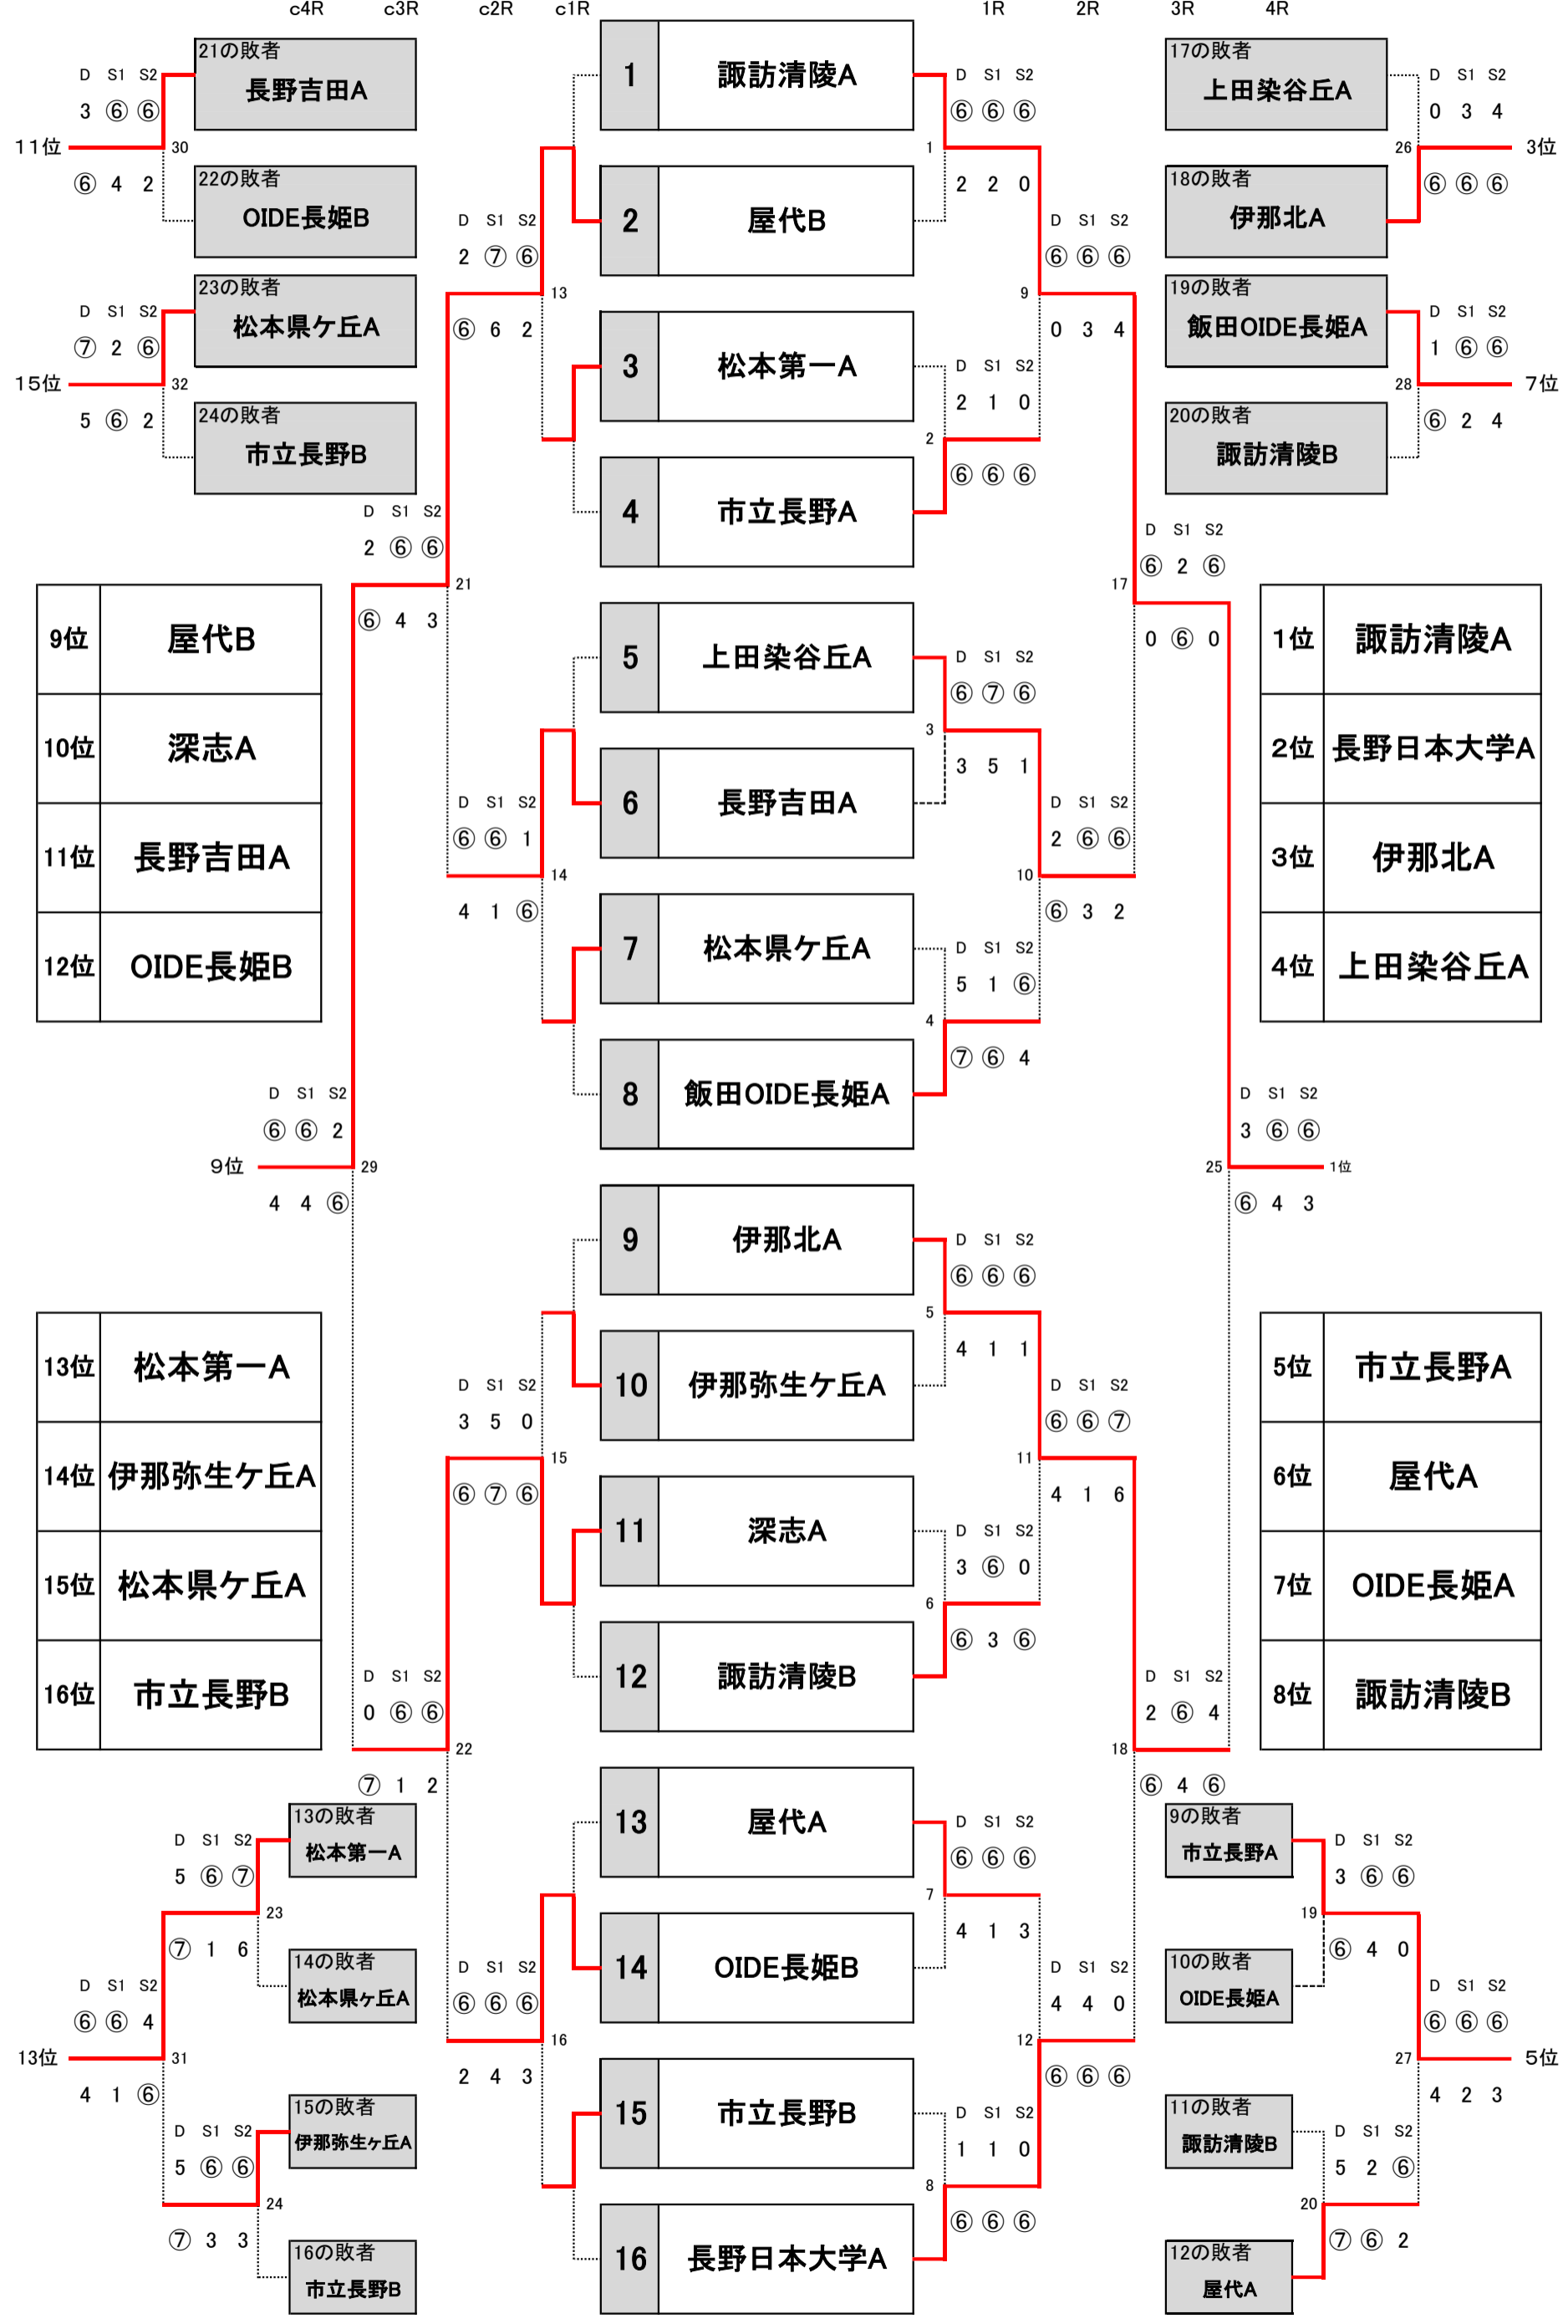 c4R c3R c2R c1R 1R 2R 3R 4R
21の敗者
長野吉田A
D S1 S2
3 ⑥ ⑥
11位
30
⑥ 4 2
22の敗者
OIDE長姫B
23の敗者
松本県ケ丘A
D S1 S2
⑦ 2 ⑥
15位
32
5 ⑥ 2
24の敗者
市立長野B
D S1 S2
2 ⑦ ⑥
13
⑥ 6 2
D S1 S2
2 ⑥ ⑥
21
⑥ 4 3
9位 屋代B
10位 深志A
11位 長野吉田A
12位 OIDE長姫B
D S1 S2
⑥ ⑥ 1
14
4 1 ⑥
D S1 S2
⑥ ⑥ 2
9位
29
4 4 ⑥
13位 松本第一A
14位 伊那弥生ケ丘A
15位 松本県ケ丘A
16位 市立長野B
D S1 S2
3 5 0
15
⑥ ⑦ ⑥
D S1 S2
0 ⑥ ⑥
22
⑦ 1 2
D S1 S2
⑥ ⑥ ⑥
16
2 4 3
13の敗者
松本第一A
D S1 S2
5 ⑥ ⑦
23
⑦ 1 6
14の敗者
松本県ヶ丘A
D S1 S2
⑥ ⑥ 4
13位
31
4 1 ⑥
15の敗者
伊那弥生ヶ丘A
D S1 S2
5 ⑥ ⑥
24
⑦ 3 3
16の敗者
市立長野B
1 諏訪清陵A
2 屋代B
3 松本第一A
4 市立長野A
5 上田染谷丘A
6 長野吉田A
7 松本県ケ丘A
8 飯田OIDE長姫A
9 伊那北A
10 伊那弥生ケ丘A
11 深志A
12 諏訪清陵B
13 屋代A
14 OIDE長姫B
15 市立長野B
16 長野日本大学A
D S1 S2
⑥ ⑥ ⑥
1
2 2 0
D S1 S2
2 1 0
2
⑥ ⑥ ⑥
D S1 S2
⑥ ⑦ ⑥
3
3 5 1
D S1 S2
5 1 ⑥
4
⑦ ⑥ 4
D S1 S2
⑥ ⑥ ⑥
5
4 1 1
D S1 S2
3 ⑥ 0
6
⑥ 3 ⑥
D S1 S2
⑥ ⑥ ⑥
7
4 1 3
D S1 S2
1 1 0
8
⑥ ⑥ ⑥
D S1 S2
⑥ ⑥ ⑥
9
0 3 4
D S1 S2
2 ⑥ ⑥
10
⑥ 3 2
D S1 S2
⑥ ⑥ ⑦
11
4 1 6
D S1 S2
4 4 0
12
⑥ ⑥ ⑥
D S1 S2
⑥ 2 ⑥
17
0 ⑥ 0
D S1 S2
2 ⑥ 4
18
⑥ 4 ⑥
D S1 S2
3 ⑥ ⑥
25
1位
⑥ 4 3
17の敗者
上田染谷丘A
D S1 S2
0 3 4
26
3位
⑥ ⑥ ⑥
18の敗者
伊那北A
19の敗者
飯田OIDE長姫A
D S1 S2
1 ⑥ ⑥
28
7位
⑥ 2 4
20の敗者
諏訪清陵B
1位 諏訪清陵A
2位 長野日本大学A
3位 伊那北A
4位 上田染谷丘A
5位 市立長野A
6位 屋代A
7位 OIDE長姫A
8位 諏訪清陵B
9の敗者
市立長野A
D S1 S2
3 ⑥ ⑥
19
⑥ 4 0
10の敗者
OIDE長姫A
D S1 S2
⑥ ⑥ ⑥
27
5位
4 2 3
11の敗者
諏訪清陵B
D S1 S2
5 2 ⑥
20
⑦ ⑥ 2
12の敗者
屋代A